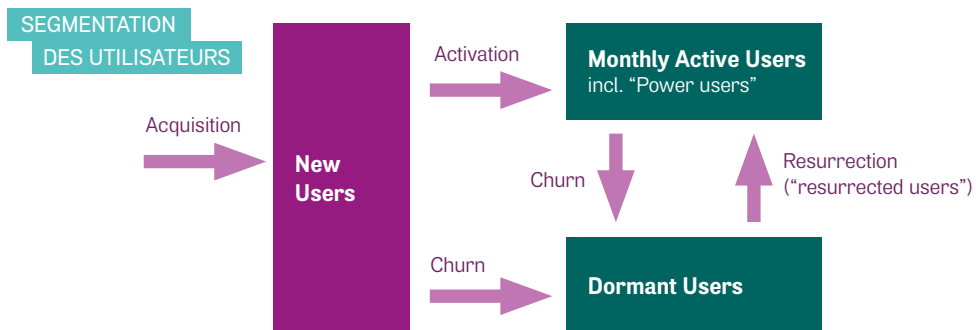 SEGMENTATION
DES UTILISATEURS
Acquisition
New
Users
Activation
Monthly Active Users
incl. “Power users”
Churn
Resurrection
(“resurrected users”)
Churn
Dormant Users